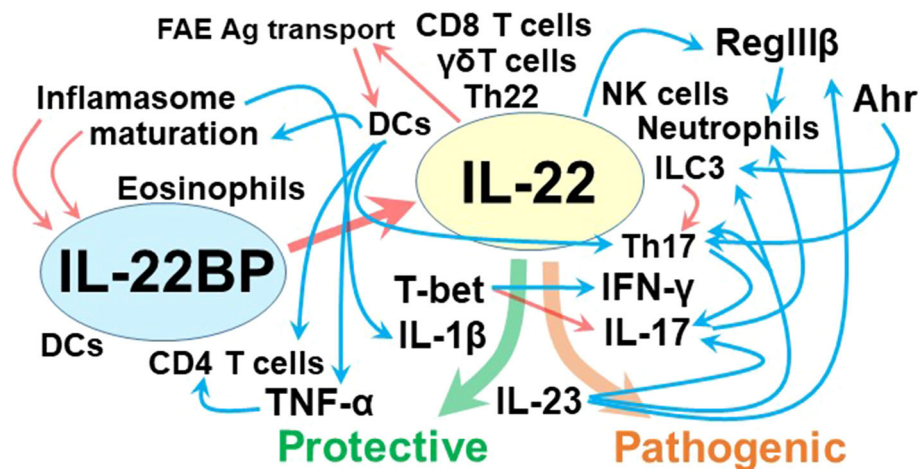 FAE Ag transport
CD8 T cells
γδT cells
Th22
RegIIIβ
Inflamasome
maturation
DCs
NK cells
Neutrophils
Ahr
ILC3
Eosinophils
IL-22
IL-22BP
Th17
T-bet
IFN-γ
IL-1β
IL-17
DCs
CD4 T cells
TNF-α
IL-23
Protective
Pathogenic